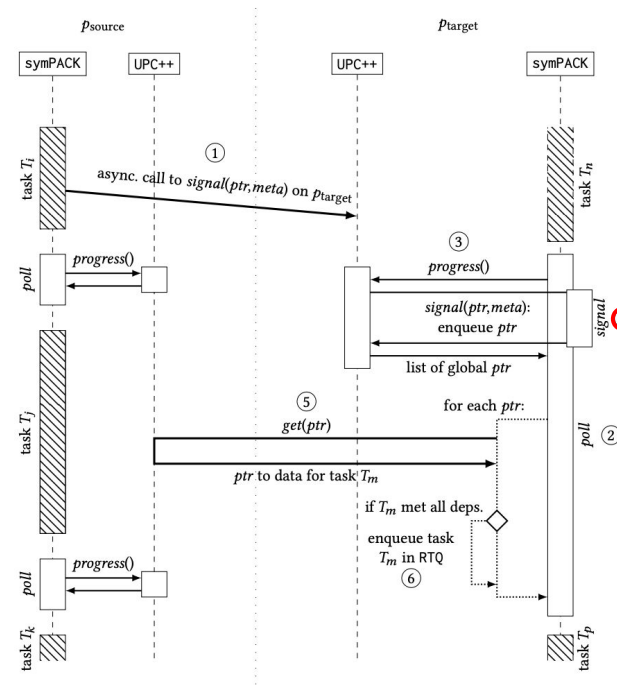 p_source
p_target
symPACK
UPC++
UPC++
symPACK
task T_i
①
async. call to signal(ptr,meta) on p_target
task T_n
poll
progress()
③
progress()
signal(ptr,meta):
enqueue ptr
signal
list of global ptr
task T_j
⑤
get(ptr)
for each ptr:
poll
②
ptr to data for task T_m
if T_m met all deps.
enqueue task
T_m in RTQ
⑥
poll
progress()
task T_k
task T_p